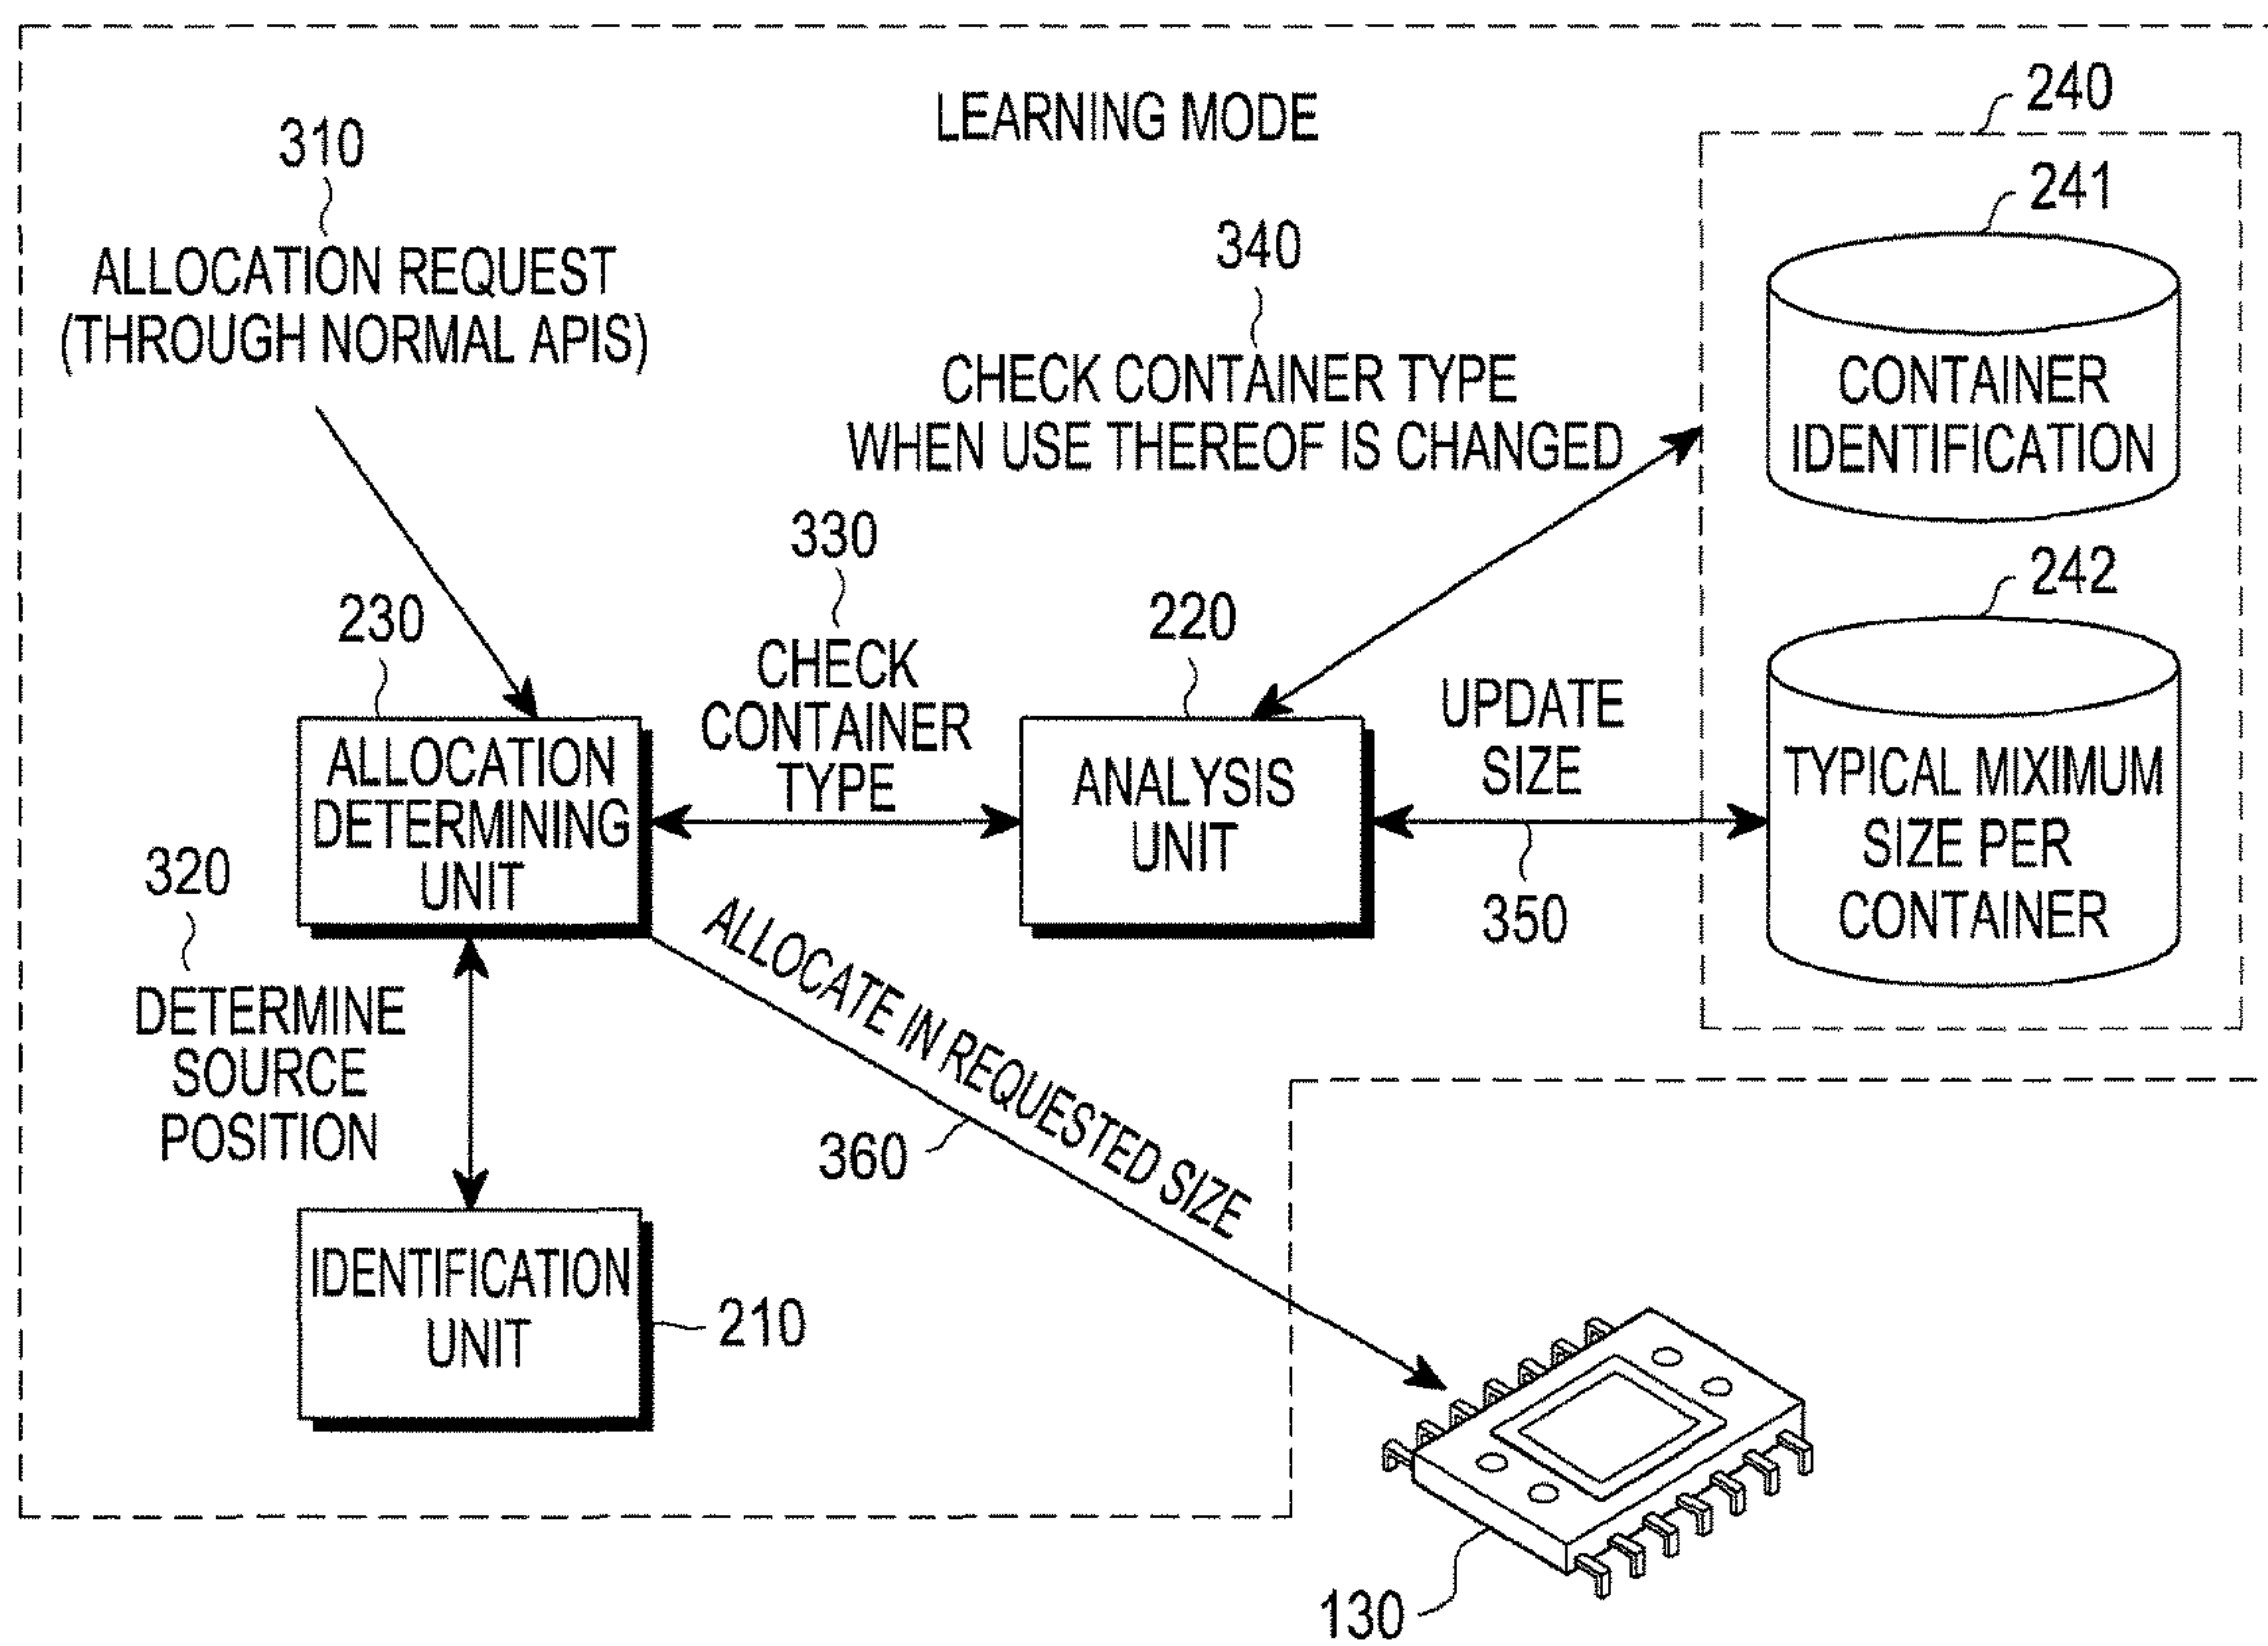 LEARNING MODE
240
310
241
ALLOCATION REQUEST
(THROUGH NORMAL APIS)
340
CHECK CONTAINER TYPE
WHEN USE THEREOF IS CHANGED
CONTAINER
IDENTIFICATION
330
CHECK
CONTAINER
TYPE
230
220
242
UPDATE
SIZE
ALLOCATION
DETERMINING
UNIT
ANALYSIS
UNIT
TYPICAL MIXIMUM
SIZE PER
CONTAINER
320
350
DETERMINE
SOURCE
POSITION
ALLOCATE IN REQUESTED SIZE
360
IDENTIFICATION
UNIT
210
130